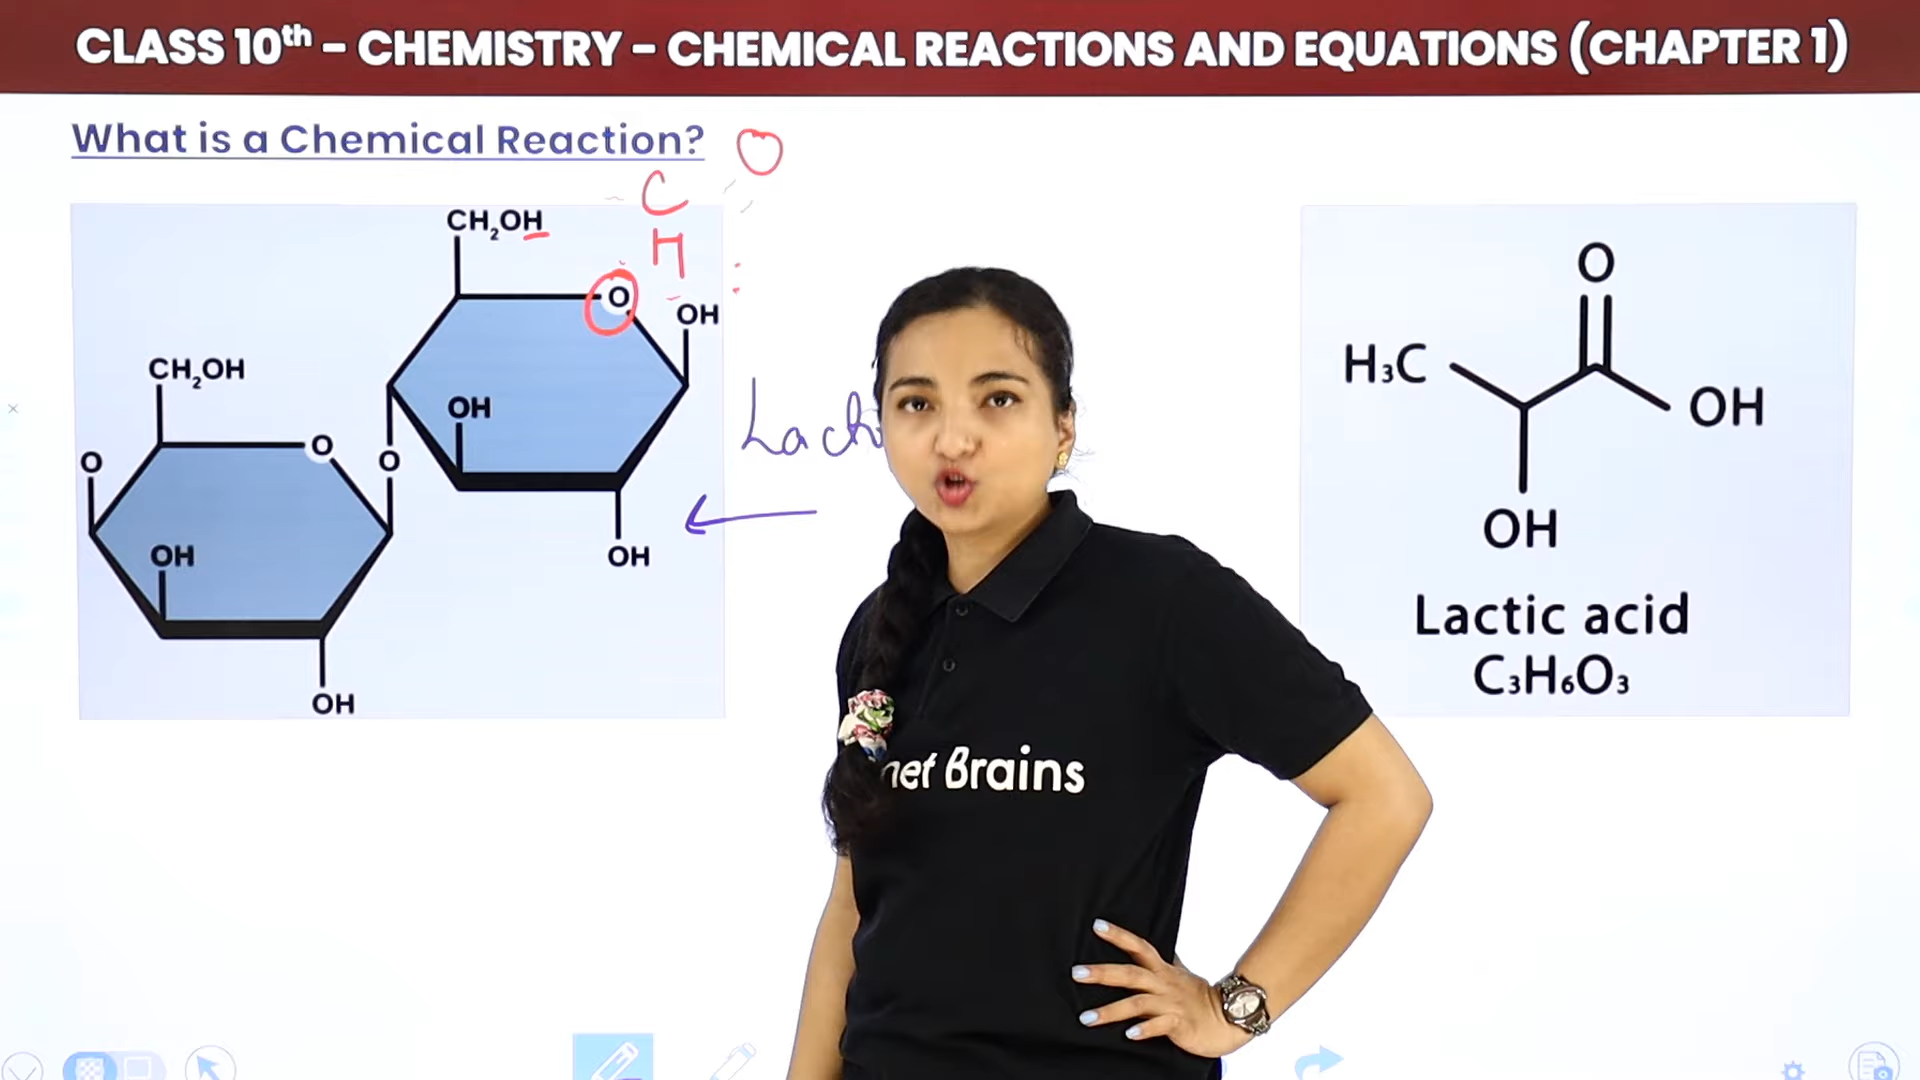 CLASS 10th - CHEMISTRY - CHEMICAL REACTIONS AND EQUATIONS (CHAPTER 1)
What is a Chemical Reaction?
O
C
H
CH₂OH
O
OH
OH
OH
CH₂OH
O
O
O
OH
OH
O
H₃C
OH
OH
Lactic acid
C₃H₆O₃
net Brains